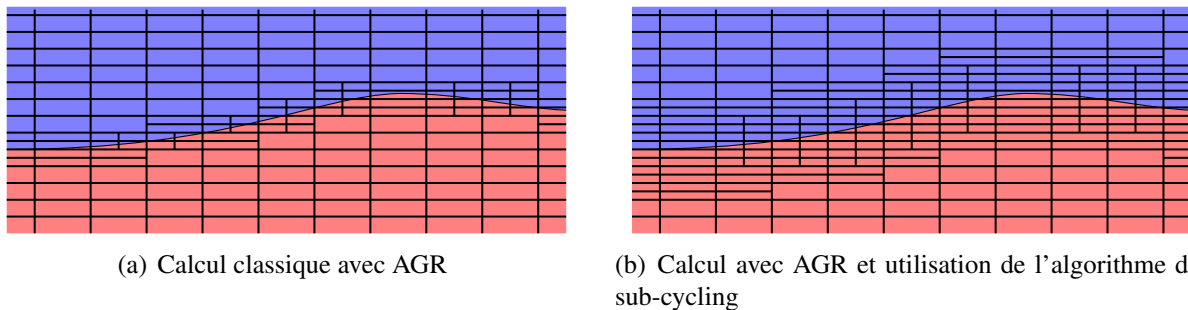 (a) Calcul classique avec AGR
(b) Calcul avec AGR et utilisation de l'algorithme d
sub-cycling